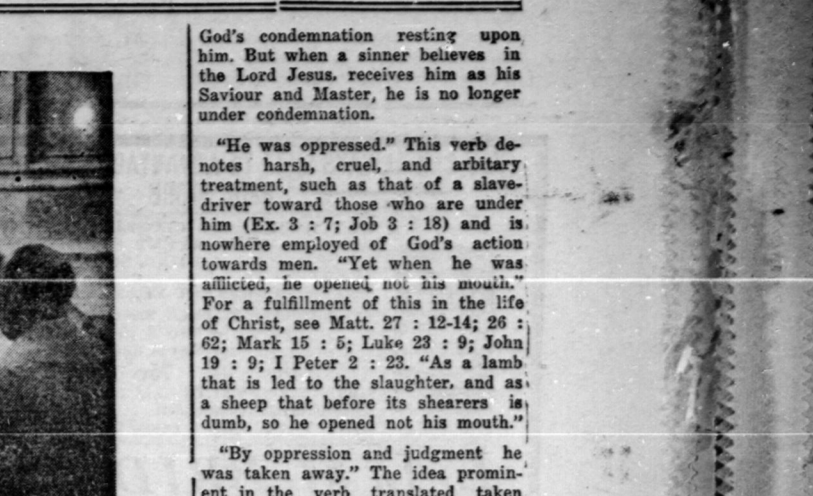 God's condemnation resting upon
him. But when a sinner believes in
the Lord Jesus, receives him as his
Saviour and Master, he is no longer
under condemnation.
"He was oppressed." This verb de-
notes harsh, cruel, and arbitary
treatment, such as that of a slave-
driver toward those who are under
him (Ex. 3 : 7; Job 3 : 18) and is
nowhere employed of God's action
towards men. "Yet when he was
afflicted, he opened not his mouth."
For a fulfillment of this in the life
of Christ, see Matt. 27 : 12-14; 26 :
62; Mark 15 : 5; Luke 23 : 9; John
19 : 9; I Peter 2 : 23. "As a lamb
that is led to the slaughter, and as
a sheep that before its shearers is
dumb, so he opened not his mouth."
"By oppression and judgment he
was taken away." The idea promin-
ent in the verb translated taken